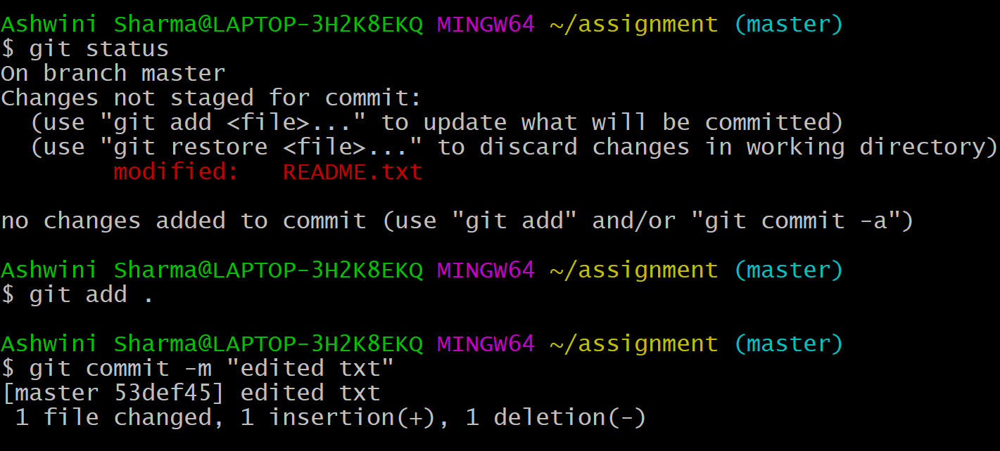 Ashwini Sharma@LAPTOP-3H2K8EKQ MINGW64 ~/assignment (master)
$ git status
On branch master
Changes not staged for commit:
  (use "git add <file>..." to update what will be committed)
  (use "git restore <file>..." to discard changes in working directory)
        modified:   README.txt

no changes added to commit (use "git add" and/or "git commit -a")

Ashwini Sharma@LAPTOP-3H2K8EKQ MINGW64 ~/assignment (master)
$ git add .

Ashwini Sharma@LAPTOP-3H2K8EKQ MINGW64 ~/assignment (master)
$ git commit -m "edited txt"
[master 53def45] edited txt
 1 file changed, 1 insertion(+), 1 deletion(-)